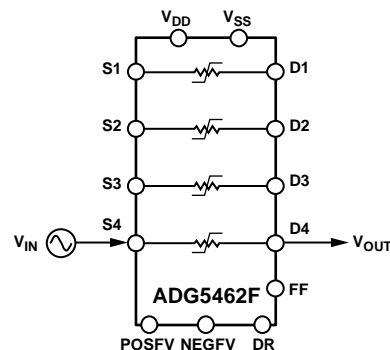 VDD VSS
S1 D1
S2 D2
S3 D3
S4 D4
VIN VOUT
FF
ADG5462F
POSFV NEGFV DR